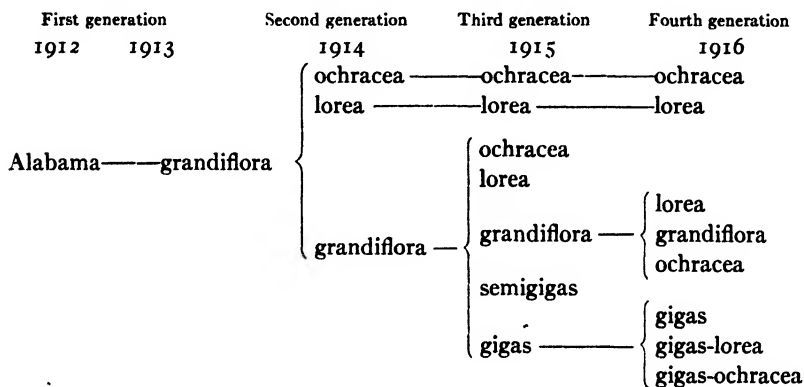 First generation Second generation Third generation Fourth generation
1912 1913 1914 1915 1916
ochracea ochracea ochracea
lorea lorea lorea
Alabama grandiflora
ochracea
lorea
lorea
grandiflora grandiflora grandiflora
ochracea
semigigas
gigas
gigas gigas-lorea
gigas-ochracea